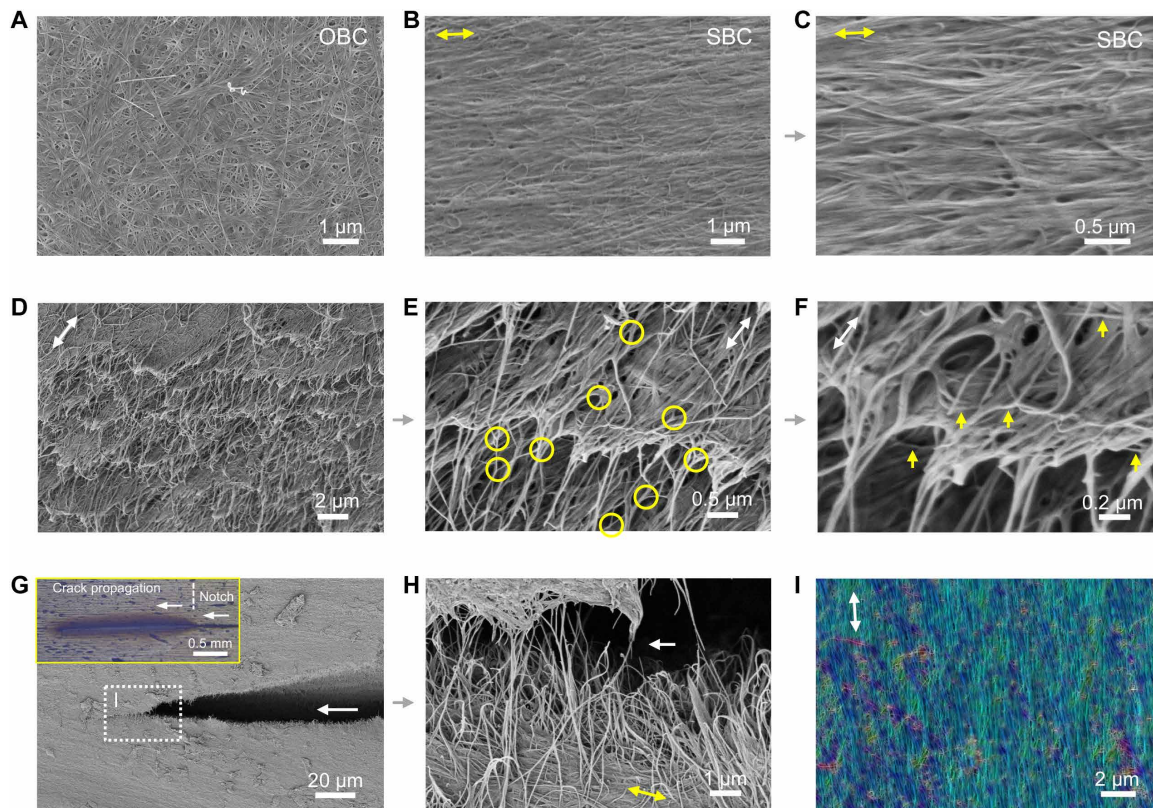 A
OBC
1 μm
B
SBC
1 μm
C
SBC
0.5 μm
D
2 μm
E
0.5 μm
F
0.2 μm
G
Crack propagation
Notch
0.5 mm
I
20 μm
H
1 μm
I
2 μm